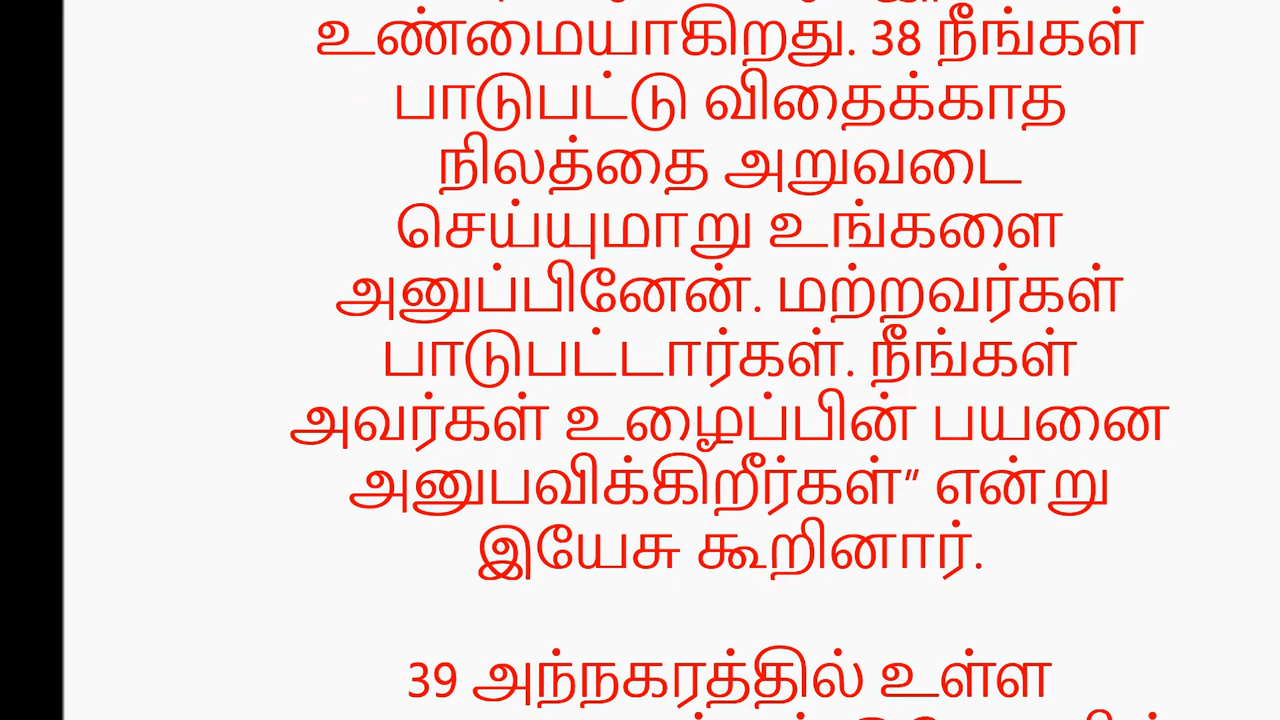 உண்மையாகிறது. 38 நீங்கள்
பாடுபட்டு விதைக்காத
நிலத்தை அறுவடை
செய்யுமாறு உங்களை
அனுப்பினேன். மற்றவர்கள்
பாடுபட்டார்கள். நீங்கள்
அவர்கள் உழைப்பின் பயனை
அனுபவிக்கிறீர்கள்” என்று
இயேசு கூறினார்.
39 அந்நகரத்தில் உள்ள